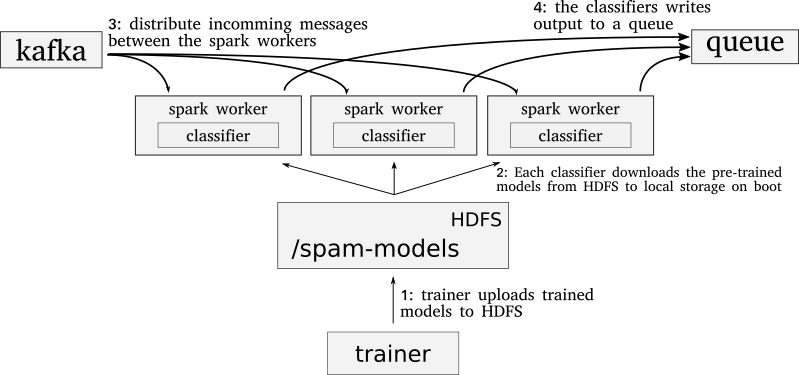 4: the classifiers writes
output to a queue
3: distribute incomming messages
between the spark workers
kafka
queue
spark worker
classifier
spark worker
classifier
spark worker
classifier
2: Each classifier downloads the pre-trained
models from HDFS to local storage on boot
HDFS
/spam-models
1: trainer uploads trained
models to HDFS
trainer